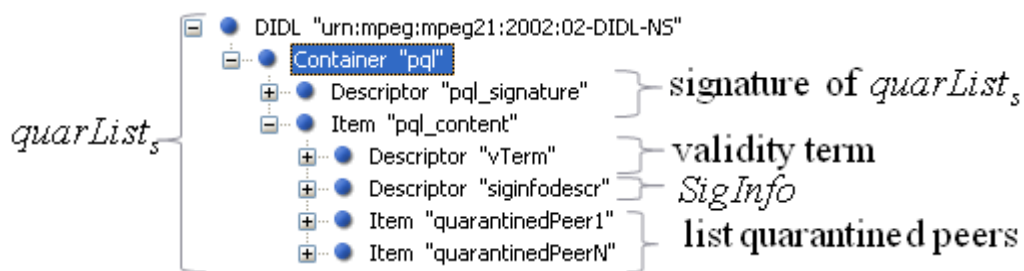 DIDL "urn:mpeg:mpeg21:2002:02-DIDL-NS"
Container "pql"
Descriptor "pql_signature"
signature of quarList_s
Item "pql_content"
quarList_s
Descriptor "vTerm"
validity term
Descriptor "siginfodescr"
SigInfo
Item "quarantinedPeer1"
list quarantined peers
Item "quarantinedPeerN"